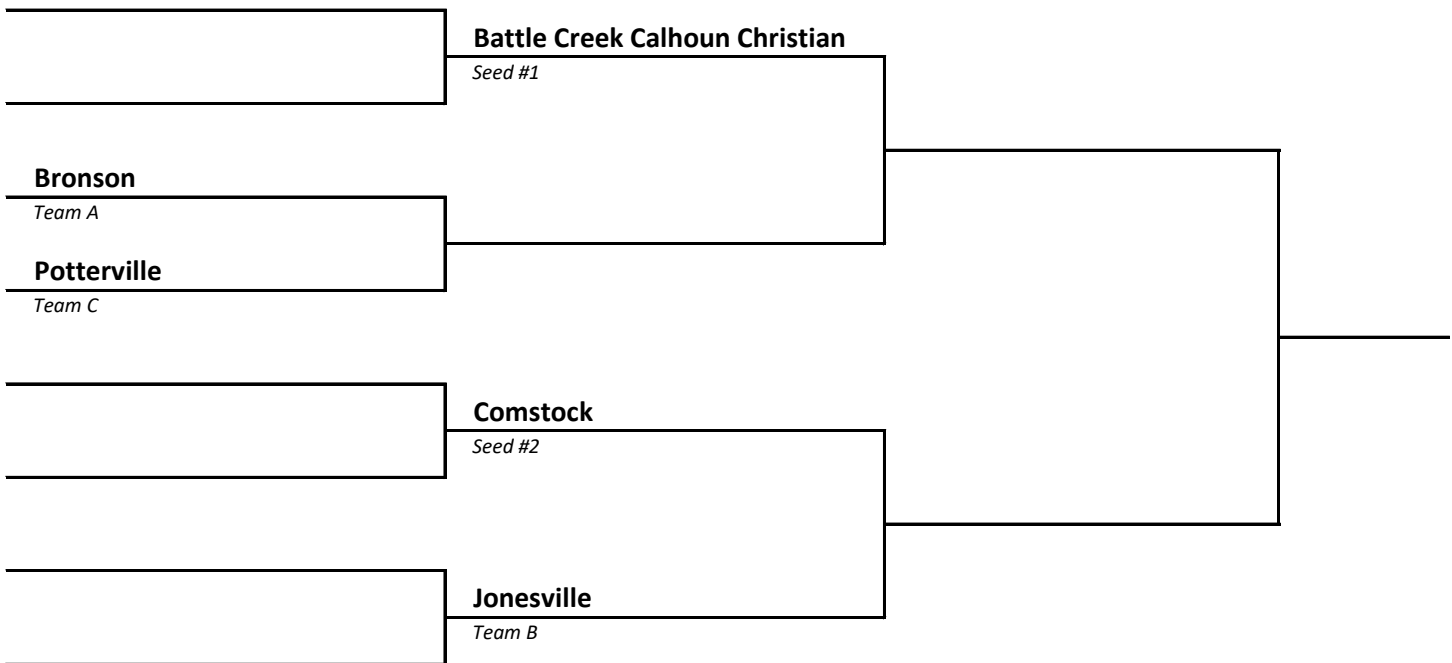 Battle Creek Calhoun Christian
Seed #1
Bronson
Team A
Potterville
Team C
Comstock
Seed #2
Jonesville
Team B